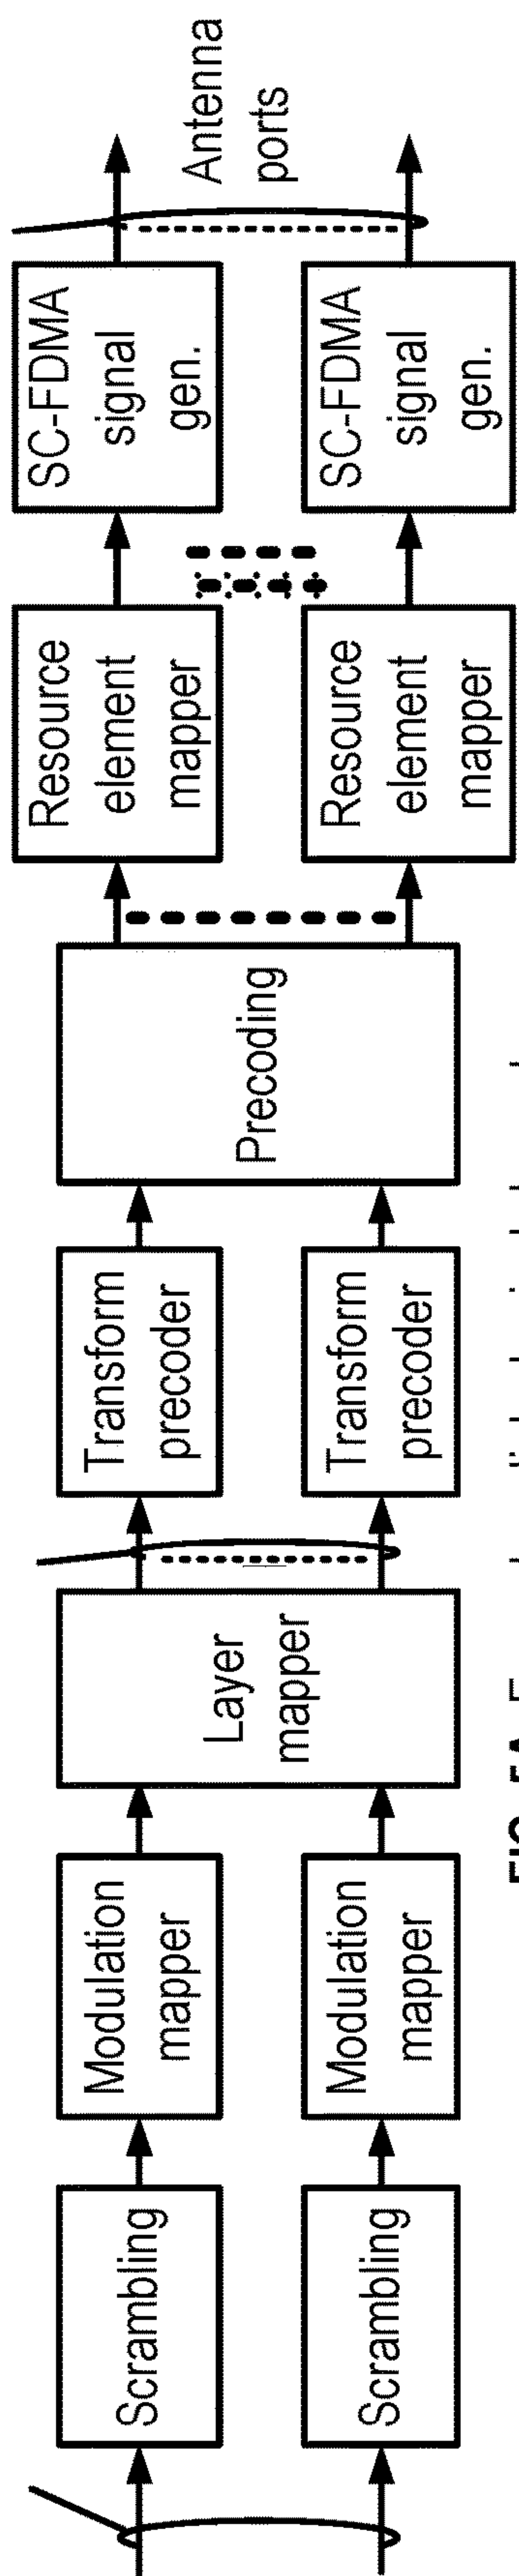 Scrambling
Scrambling
Modulation
mapper
Modulation
mapper
Layer
mapper
Transform
precoder
Transform
precoder
Precoding
Resource
element
mapper
Resource
element
mapper
SC-FDMA
signal
gen.
SC-FDMA
signal
gen.
Antenna
ports